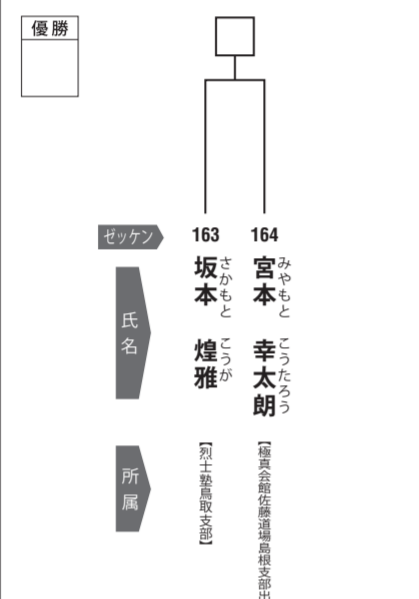 優勝
ゼッケン
163
164
氏名
坂本 煌雅
さかもと こうが
宮本 幸太朗
みやもと こうたろう
所属
【烈士塾鳥取支部】
【極真会館佐藤道場島根支部出